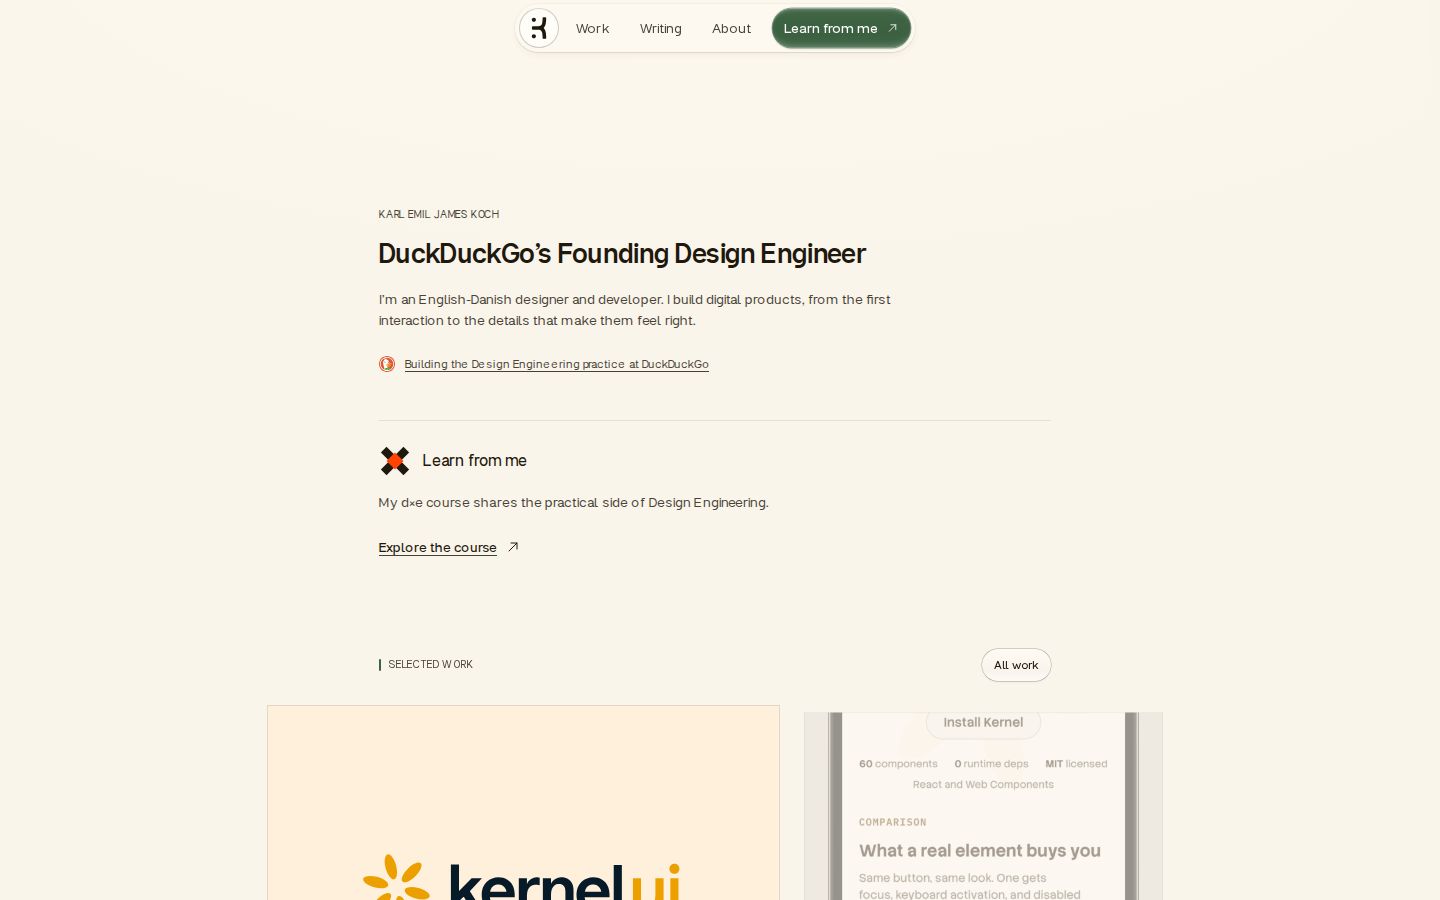 Work Writing About Learn from me
KARL EMIL JAMES KOCH
DuckDuckGo’s Founding Design Engineer
I’m an English-Danish designer and developer. I build digital products, from the first
interaction to the details that make them feel right.
Building the Design Engineering practice at DuckDuckGo
Learn from me
My d×e course shares the practical side of Design Engineering.
Explore the course
SELECTED WORK
All work
kernel ui
Install Kernel
60 components 0 runtime deps MIT licensed
React and Web Components
COMPARISON
What a real element buys you
Same button, same look. One gets
focus, keyboard activation, and disabled